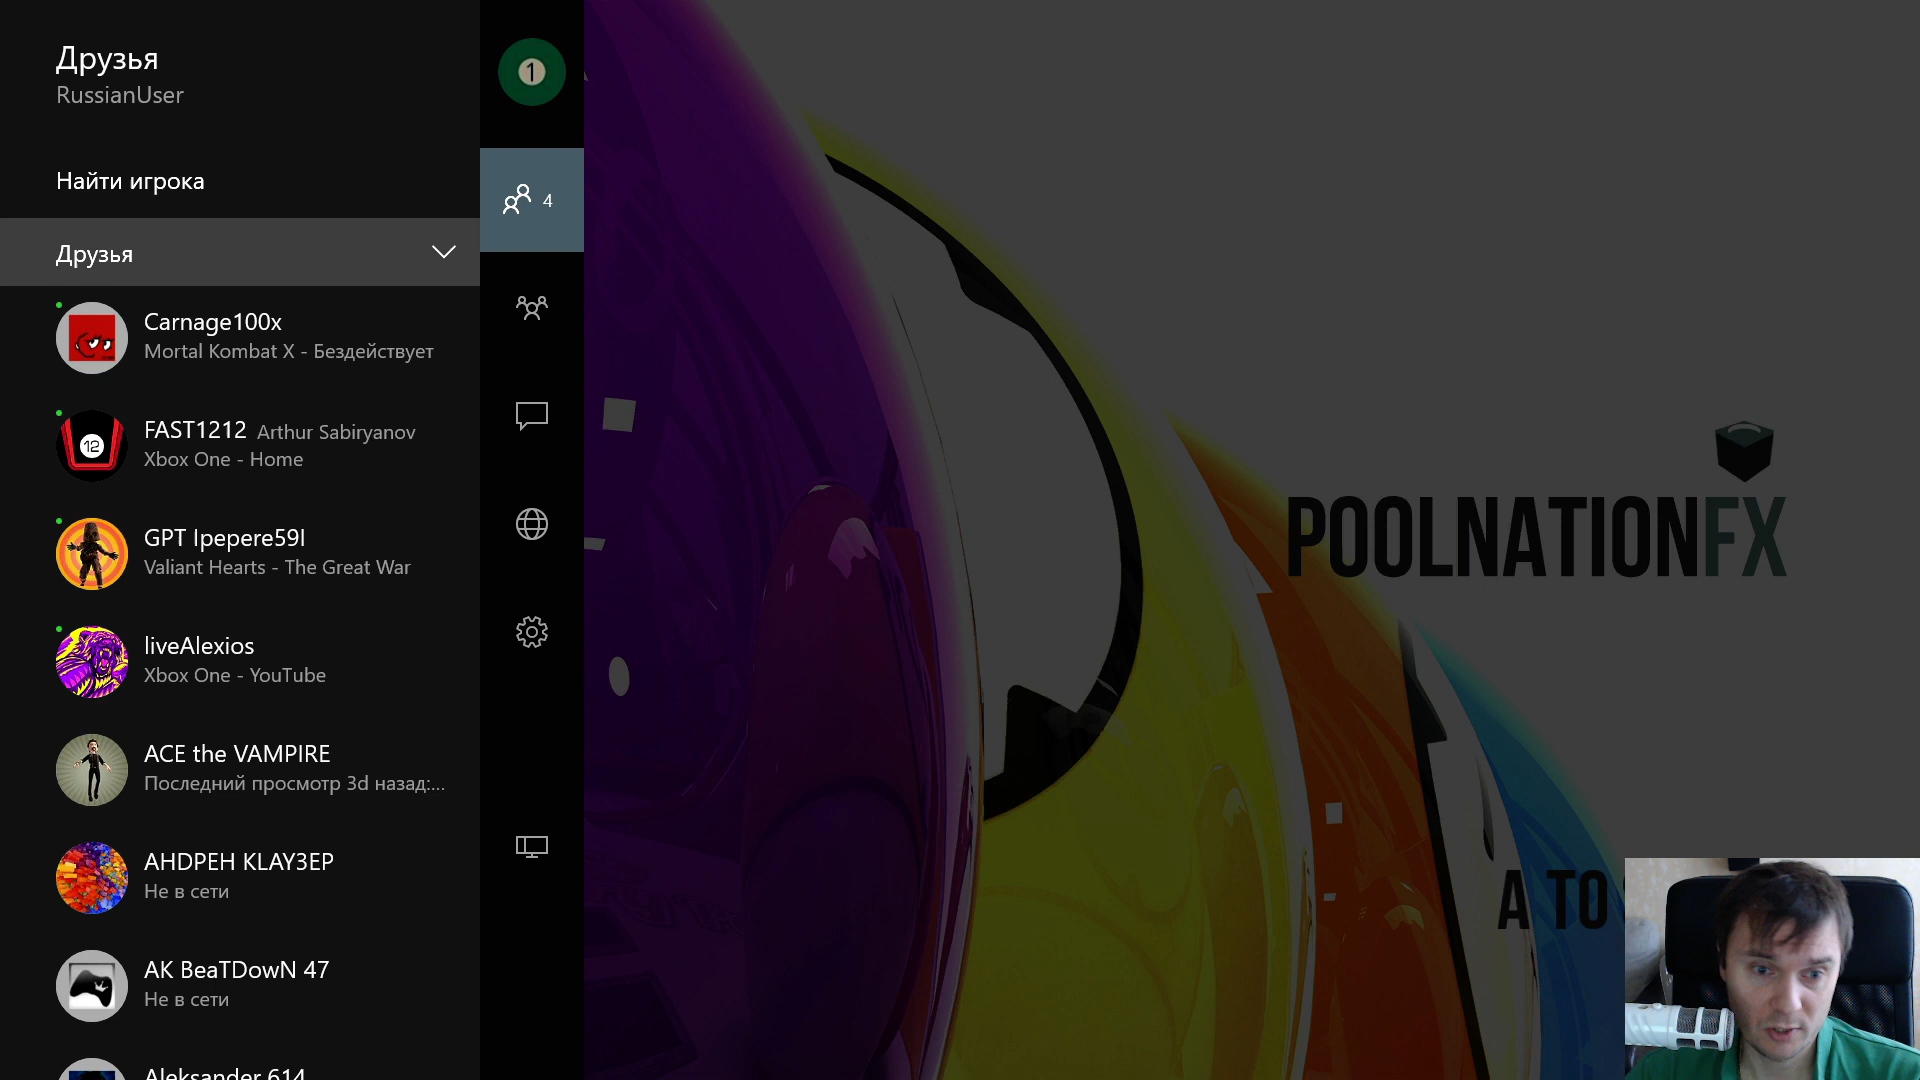 Друзья
RussianUser
Найти игрока
Друзья
Carnage100x
Mortal Kombat X - Бездействует
FAST1212 Arthur Sabiryanov
Xbox One - Home
GPT Ipepere59I
Valiant Hearts - The Great War
liveAlexios
Xbox One - YouTube
ACE the VAMPIRE
Последний просмотр 3d назад:...
AHDPEH KLAY3EP
Не в сети
AK BeaTDowN 47
Не в сети
Aleksander 614
1
4
12
POOLNATIONFX
A TO